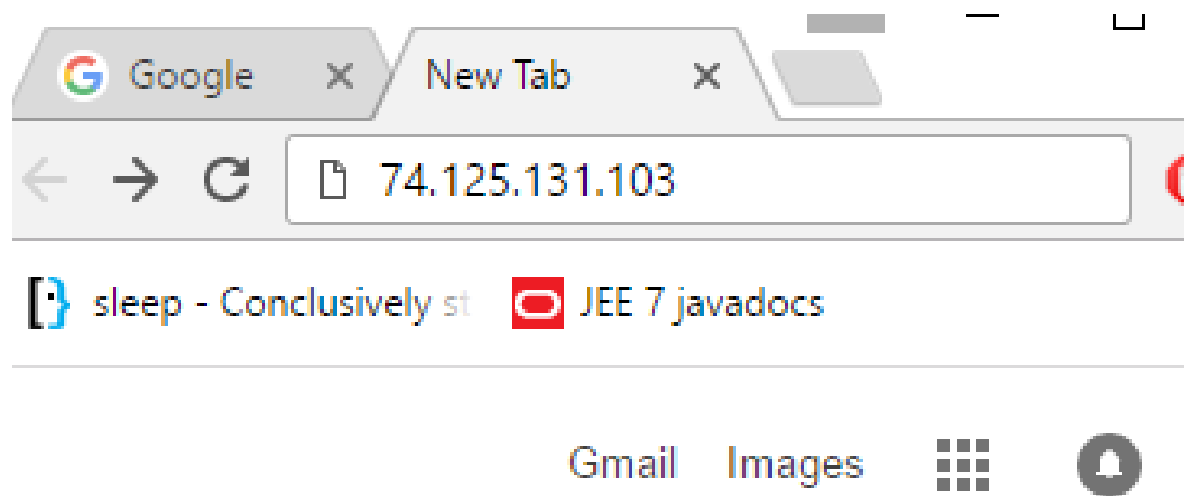 Google New Tab
74.125.131.103
sleep - Conclusively st JEE 7 javadocs
Gmail Images